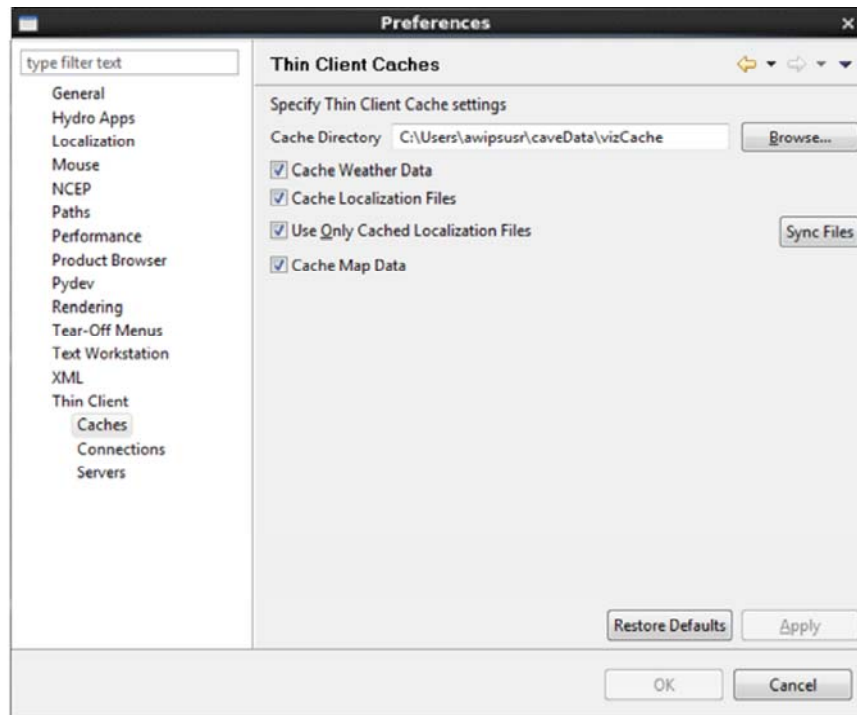 Preferences
type filter text
General
Hydro Apps
Localization
Mouse
NCEP
Paths
Performance
Product Browser
Pydev
Rendering
Tear-Off Menus
Text Workstation
XML
Thin Client
Caches
Connections
Servers
Thin Client Caches
Specify Thin Client Cache settings
Cache Directory C:\Users\awipsusr\caveData\vizCache Browse...
Cache Weather Data
Cache Localization Files
Use Only Cached Localization Files Sync Files
Cache Map Data
Restore Defaults Apply
OK Cancel